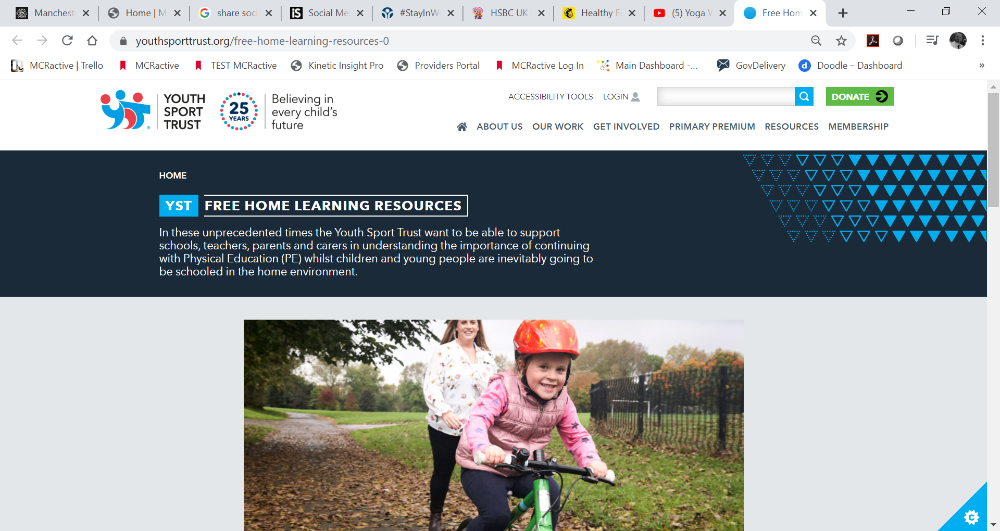 Manchest
Home | M
share soci
Social Me
#StayInWo
HSBC UK
Healthy F
(5) Yoga W
Free Hom
youthsporttrust.org/free-home-learning-resources-0
MCRactive | Trello
MCRactive
TEST MCRactive
Kinetic Insight Pro
Providers Portal
MCRactive Log In
Main Dashboard -...
GovDelivery
Doodle – Dashboard
»
YOUTH
SPORT
TRUST
25
YEARS
Believing in
every child's
future
ACCESSIBILITY TOOLS
LOGIN
DONATE
ABOUT US
OUR WORK
GET INVOLVED
PRIMARY PREMIUM
RESOURCES
MEMBERSHIP
HOME
YST FREE HOME LEARNING RESOURCES
In these unprecedented times the Youth Sport Trust want to be able to support
schools, teachers, parents and carers in understanding the importance of continuing
with Physical Education (PE) whilst children and young people are inevitably going to
be schooled in the home environment.